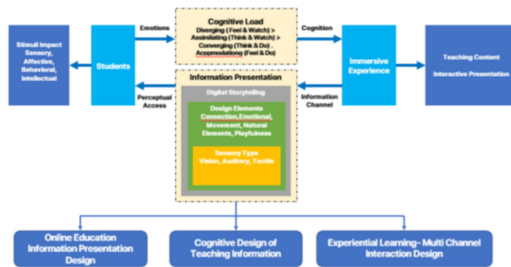 Stimuli Impact
Sensory,
Affective,
Behavioral,
Intellectual
Students
Emotions
Perceptual
Access
Cognitive Load
Diverging (Feel & Watch) >
Assimilating (Think & Watch) >
Converging (Think & Do) .
Accpmodationg (Feel & Do)
Information Presentation
Digital Storytelling
Design Elements
Connection,Emotional,
Movement, Natural
Elements, Playfulness
Sensory Type
Vision, Auditory, Tactile
Cognition
Information
Channel
Immersive
Experience
Teaching Content
Interactive Presentation
Online Education
Information Presentation
Design
Cognitive Design of
Teaching Information
Experiential Learning- Multi Channel
Interaction Design